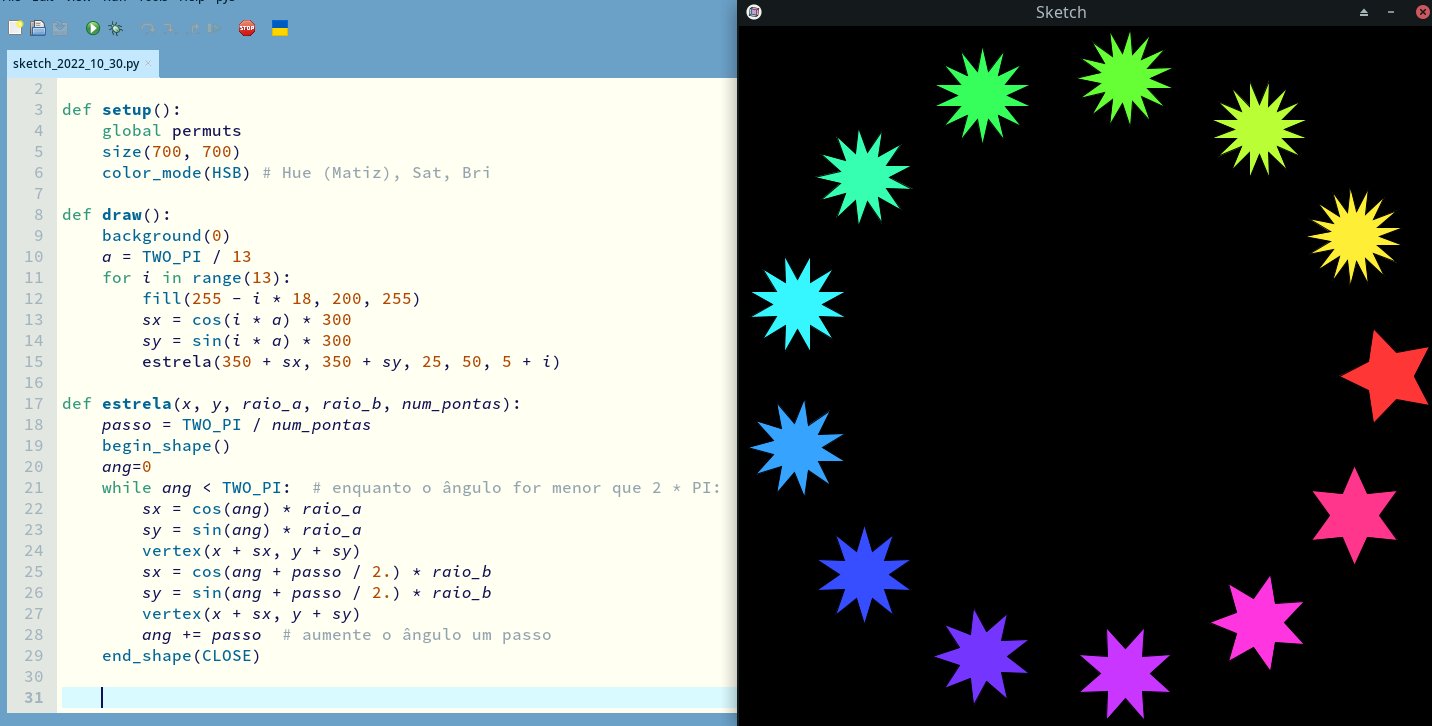 File Edit View Run Tools Help py5
STOP
Sketch
sketch_2022_10_30.py ×
2
3 def setup():
4     global permuts
5     size(700, 700)
6     color_mode(HSB) # Hue (Matiz), Sat, Bri
7
8 def draw():
9     background(0)
10     a = TWO_PI / 13
11     for i in range(13):
12         fill(255 - i * 18, 200, 255)
13         sx = cos(i * a) * 300
14         sy = sin(i * a) * 300
15         estrela(350 + sx, 350 + sy, 25, 50, 5 + i)
16
17 def estrela(x, y, raio_a, raio_b, num_pontas):
18     passo = TWO_PI / num_pontas
19     begin_shape()
20     ang=0
21     while ang < TWO_PI:  # enquanto o ângulo for menor que 2 * PI:
22         sx = cos(ang) * raio_a
23         sy = sin(ang) * raio_a
24         vertex(x + sx, y + sy)
25         sx = cos(ang + passo / 2.) * raio_b
26         sy = sin(ang + passo / 2.) * raio_b
27         vertex(x + sx, y + sy)
28         ang += passo  # aumente o ângulo um passo
29     end_shape(CLOSE)
30
31